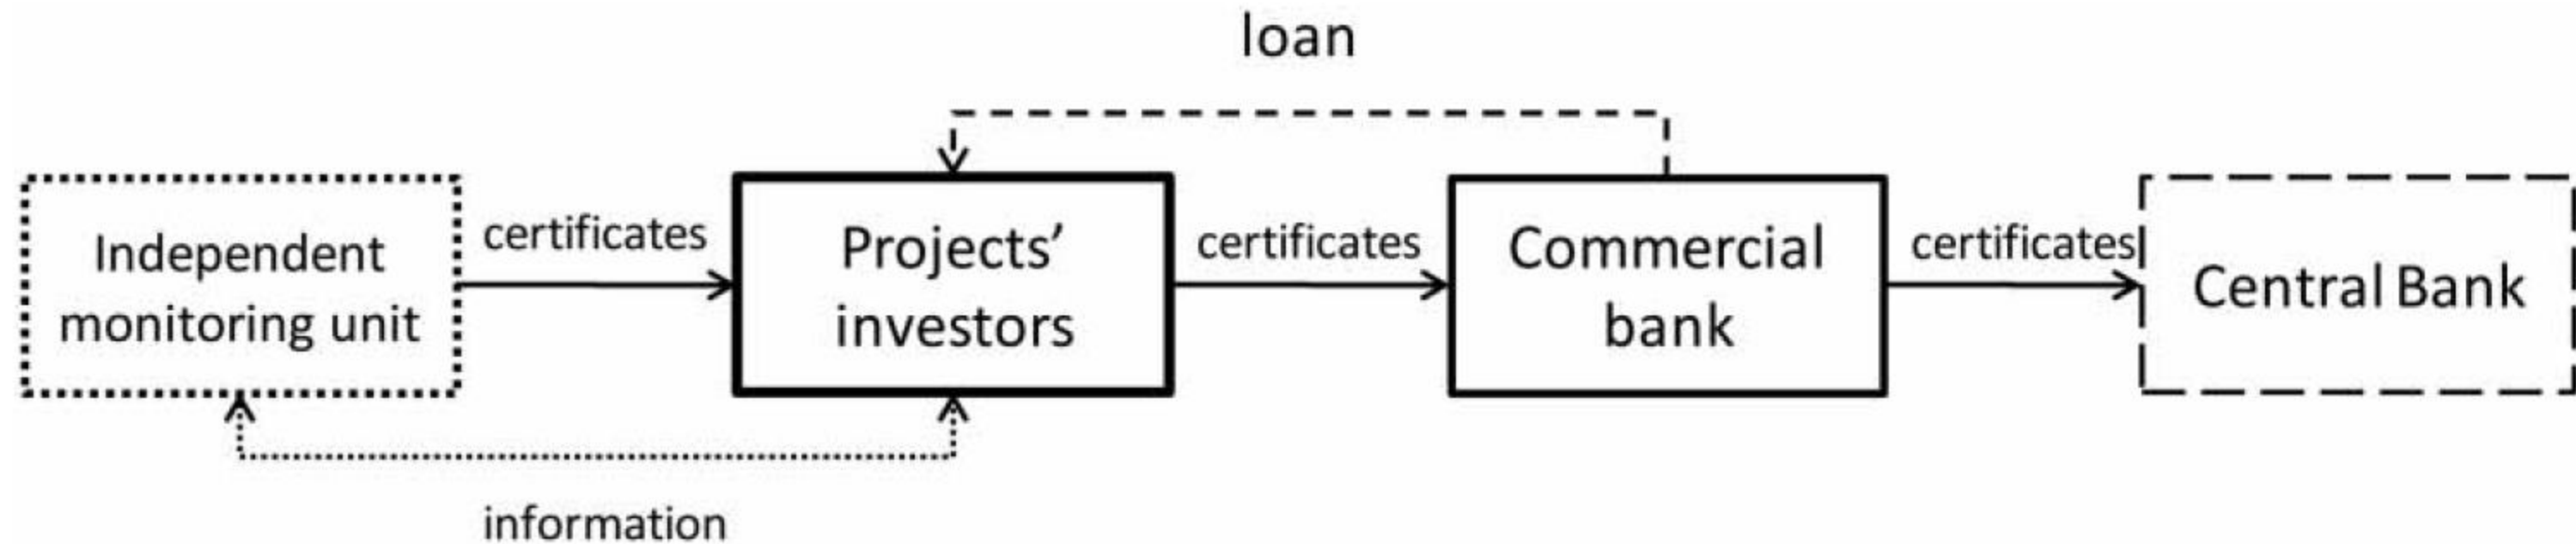 loan
Independent
monitoring unit
certificates
Projects’
investors
certificates
Commercial
bank
certificates
Central Bank
information